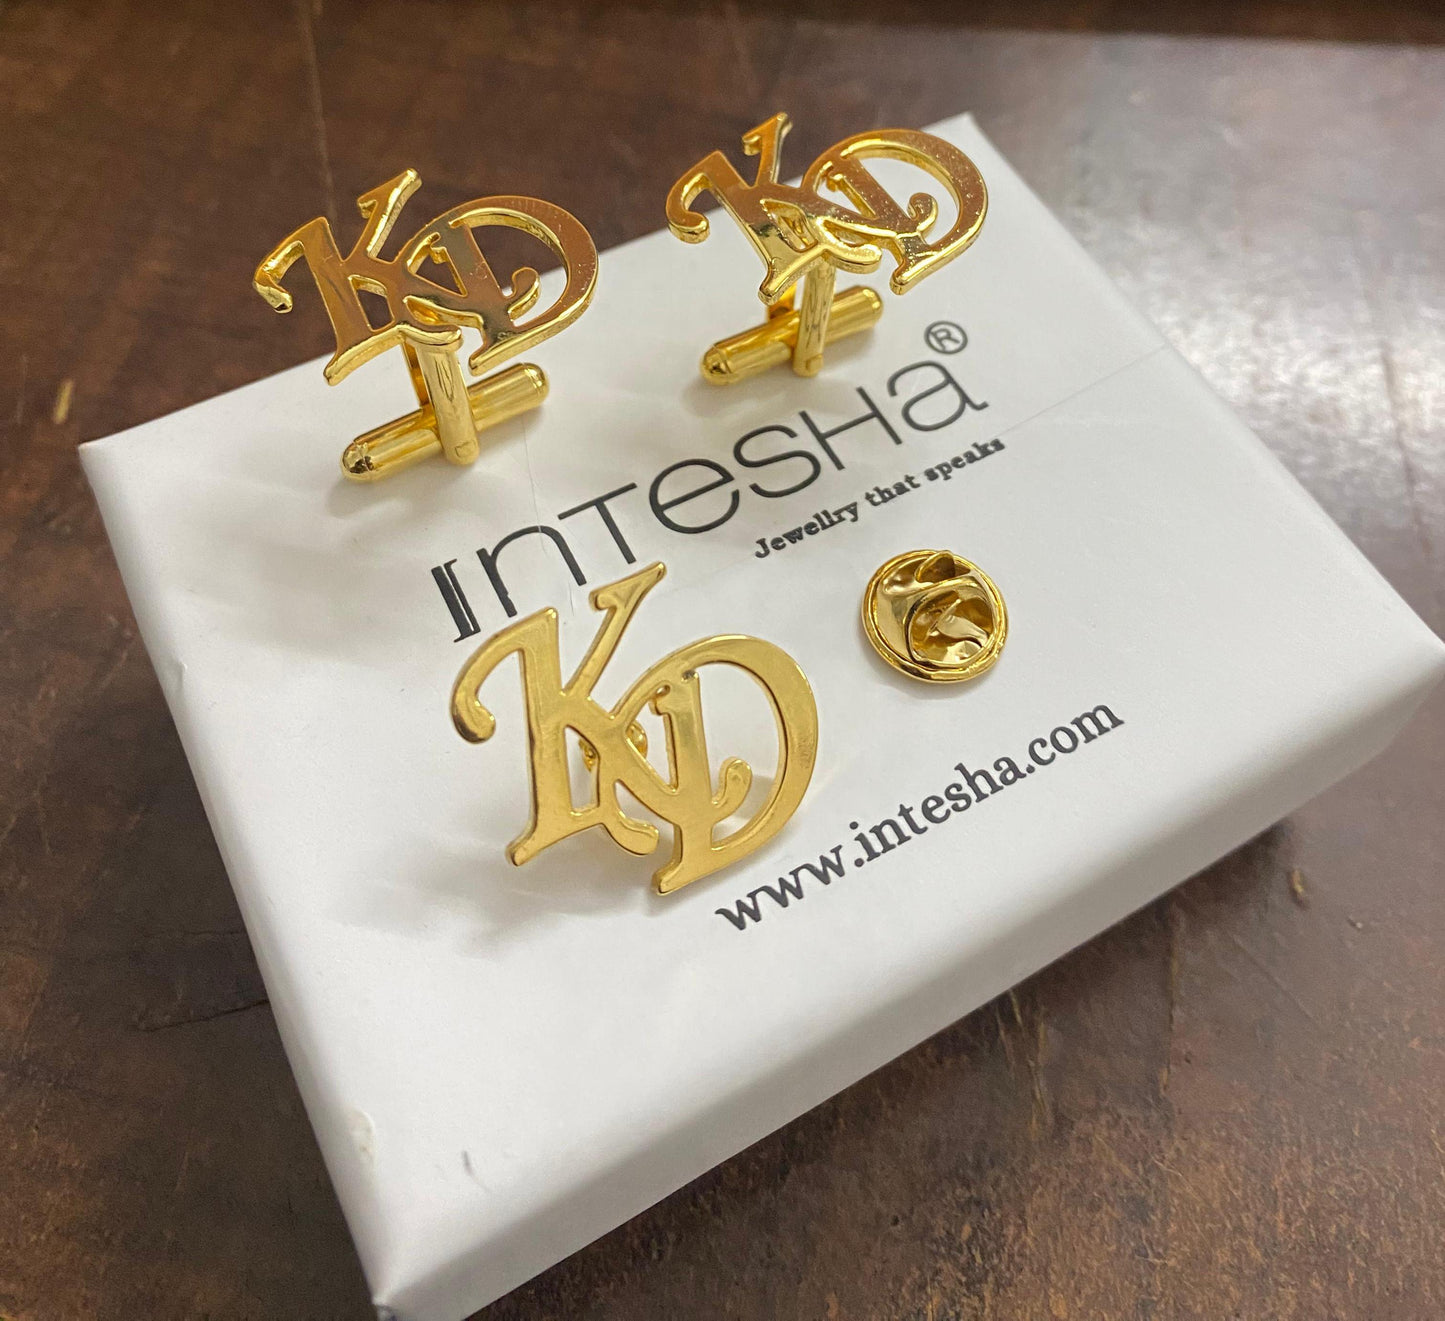 KD
KD
INTESHA®
Jewellry that speaks
KD
www.intesha.com